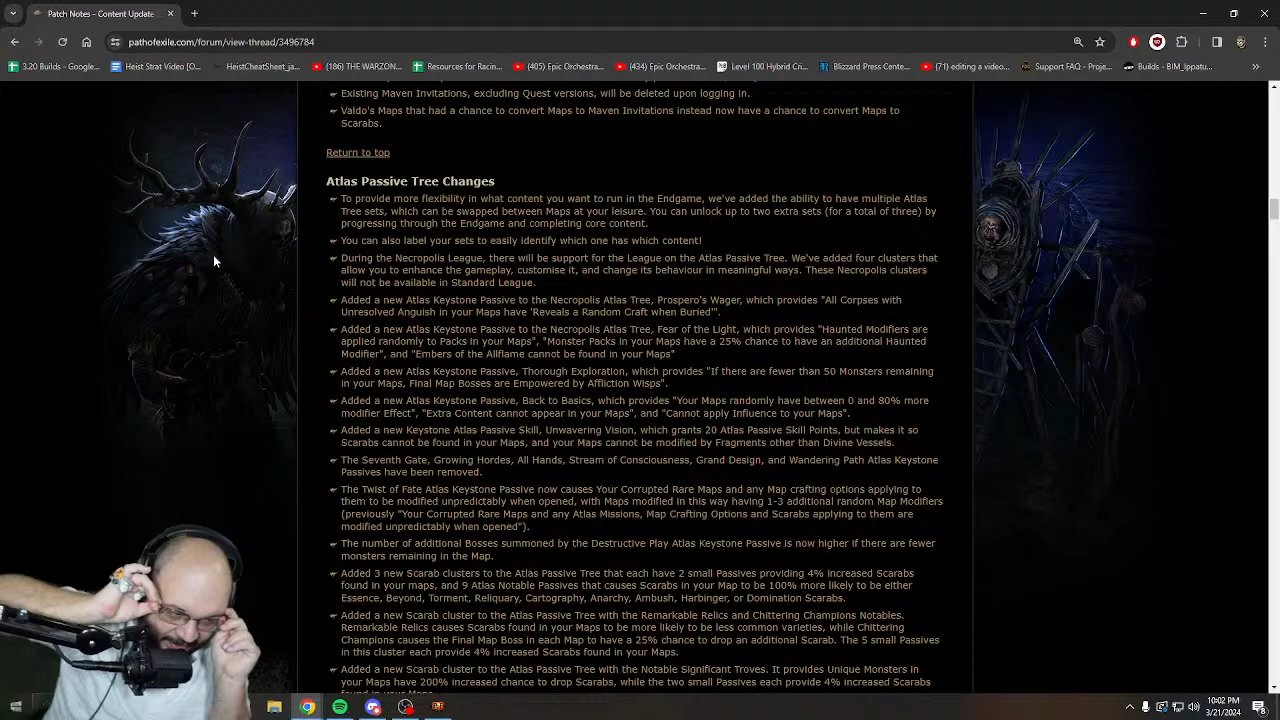 Patch Notes - Content Update
pathofexile.com/forum/view-thread/3496784
3.20 Builds - Google...
Heist Strat Video [O...
HeistCheatSheet_ja...
(186) THE WARZON...
Resources for Racin...
(405) Epic Orchestra...
(434) Epic Orchestra...
Level 100 Hybrid Cri...
Blizzard Press Cente...
(71) editing a video...
Support FAQ - Proje...
Builds - BIM_Ippatsu...
Existing Maven Invitations, excluding Quest versions, will be deleted upon logging in.
Valdo's Maps that had a chance to convert Maps to Maven Invitations instead now have a chance to convert Maps to
Scarabs.
Return to top
Atlas Passive Tree Changes
To provide more flexibility in what content you want to run in the Endgame, we've added the ability to have multiple Atlas
Tree sets, which can be swapped between Maps at your leisure. You can unlock up to two extra sets (for a total of three) by
progressing through the Endgame and completing core content.
You can also label your sets to easily identify which one has which content!
During the Necropolis League, there will be support for the League on the Atlas Passive Tree. We've added four clusters that
allow you to enhance the gameplay, customise it, and change its behaviour in meaningful ways. These Necropolis clusters
will not be available in Standard League.
Added a new Atlas Keystone Passive to the Necropolis Atlas Tree, Prospero's Wager, which provides "All Corpses with
Unresolved Anguish in your Maps have 'Reveals a Random Craft when Buried'".
Added a new Atlas Keystone Passive to the Necropolis Atlas Tree, Fear of the Light, which provides "Haunted Modifiers are
applied randomly to Packs in your Maps", "Monster Packs in your Maps have a 25% chance to have an additional Haunted
Modifier", and "Embers of the Allflame cannot be found in your Maps"
Added a new Atlas Keystone Passive, Thorough Exploration, which provides "If there are fewer than 50 Monsters remaining
in your Maps, Final Map Bosses are Empowered by Affliction Wisps".
Added a new Atlas Keystone Passive, Back to Basics, which provides "Your Maps randomly have between 0 and 80% more
modifier Effect", "Extra Content cannot appear in your Maps", and "Cannot apply Influence to your Maps".
Added a new Keystone Atlas Passive Skill, Unwavering Vision, which grants 20 Atlas Passive Skill Points, but makes it so
Scarabs cannot be found in your Maps, and your Maps cannot be modified by Fragments other than Divine Vessels.
The Seventh Gate, Growing Hordes, All Hands, Stream of Consciousness, Grand Design, and Wandering Path Atlas Keystone
Passives have been removed.
The Twist of Fate Atlas Keystone Passive now causes Your Corrupted Rare Maps and any Map crafting options applying to
them to be modified unpredictably when opened, with Maps modified in this way having 1-3 additional random Map Modifiers
(previously "Your Corrupted Rare Maps and any Atlas Missions, Map Crafting Options and Scarabs applying to them are
modified unpredictably when opened").
The number of additional Bosses summoned by the Destructive Play Atlas Keystone Passive is now higher if there are fewer
monsters remaining in the Map.
Added 3 new Scarab clusters to the Atlas Passive Tree that each have 2 small Passives providing 4% increased Scarabs
found in your maps, and 9 Atlas Notable Passives that causes Scarabs in your Map to be 100% more likely to be either
Essence, Beyond, Torment, Reliquary, Cartography, Anarchy, Ambush, Harbinger, or Domination Scarabs.
Added a new Scarab cluster to the Atlas Passive Tree with the Remarkable Relics and Chittering Champions Notables.
Remarkable Relics causes Scarabs found in your Maps to be more likely to be less common varieties, while Chittering
Champions causes the Final Map Boss in each Map to have a 25% chance to drop an additional Scarab. The 5 small Passives
in this cluster each provide 4% increased Scarabs found in your Maps.
Added a new Scarab cluster to the Atlas Passive Tree with the Notable Significant Troves. It provides Unique Monsters in
your Maps have 200% increased chance to drop Scarabs, while the two small Passives each provide 4% increased Scarabs
found in your Maps.
10:02 PM
3/21/2024